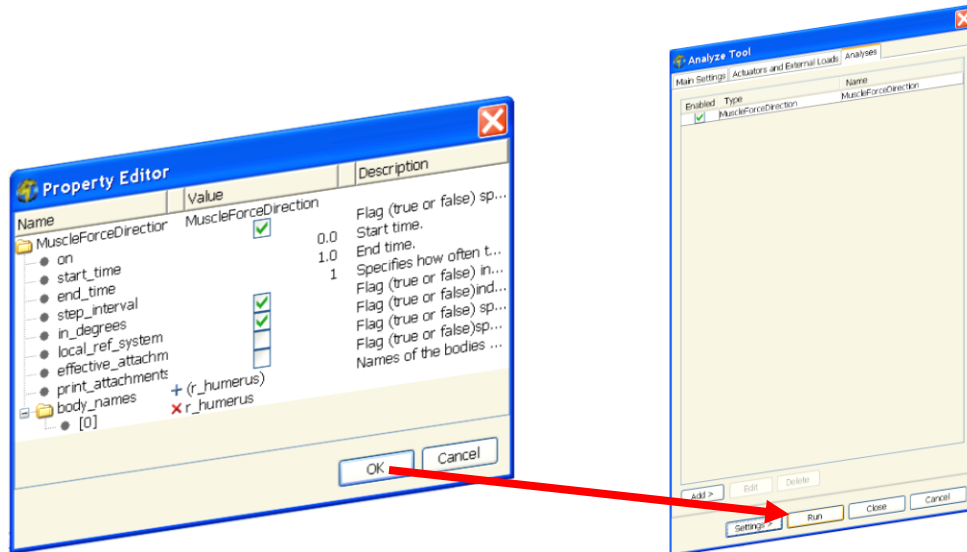 Property Editor
Name Value Description
MuscleForceDirection MuscleForceDirection
on Flag (true or false) sp...
start_time 0.0 Start time.
end_time 1.0 End time.
step_interval 1 Specifies how often t...
in_degrees Flag (true or false) in...
local_ref_system Flag (true or false)ind...
effective_attachm Flag (true or false) sp...
print_attachments Flag (true or false)sp...
body_names (r_humerus) Names of the bodies ...
[0] r_humerus
OK Cancel
Analyze Tool
Main Settings Actuators and External Loads Analyses
Enabled Type Name
MuscleForceDirection MuscleForceDirection
Add > Edit Delete
Settings > Run Close Cancel